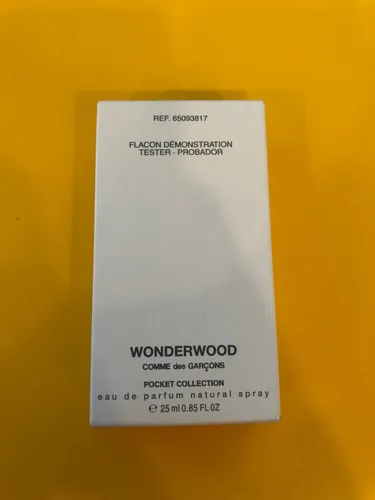 REF. 65093817
FLACON DÉMONSTRATION
TESTER - PROBADOR
WONDERWOOD
COMME des GARÇONS
POCKET COLLECTION
eau de parfum natural spray
℮ 25 ml 0.85 FL OZ